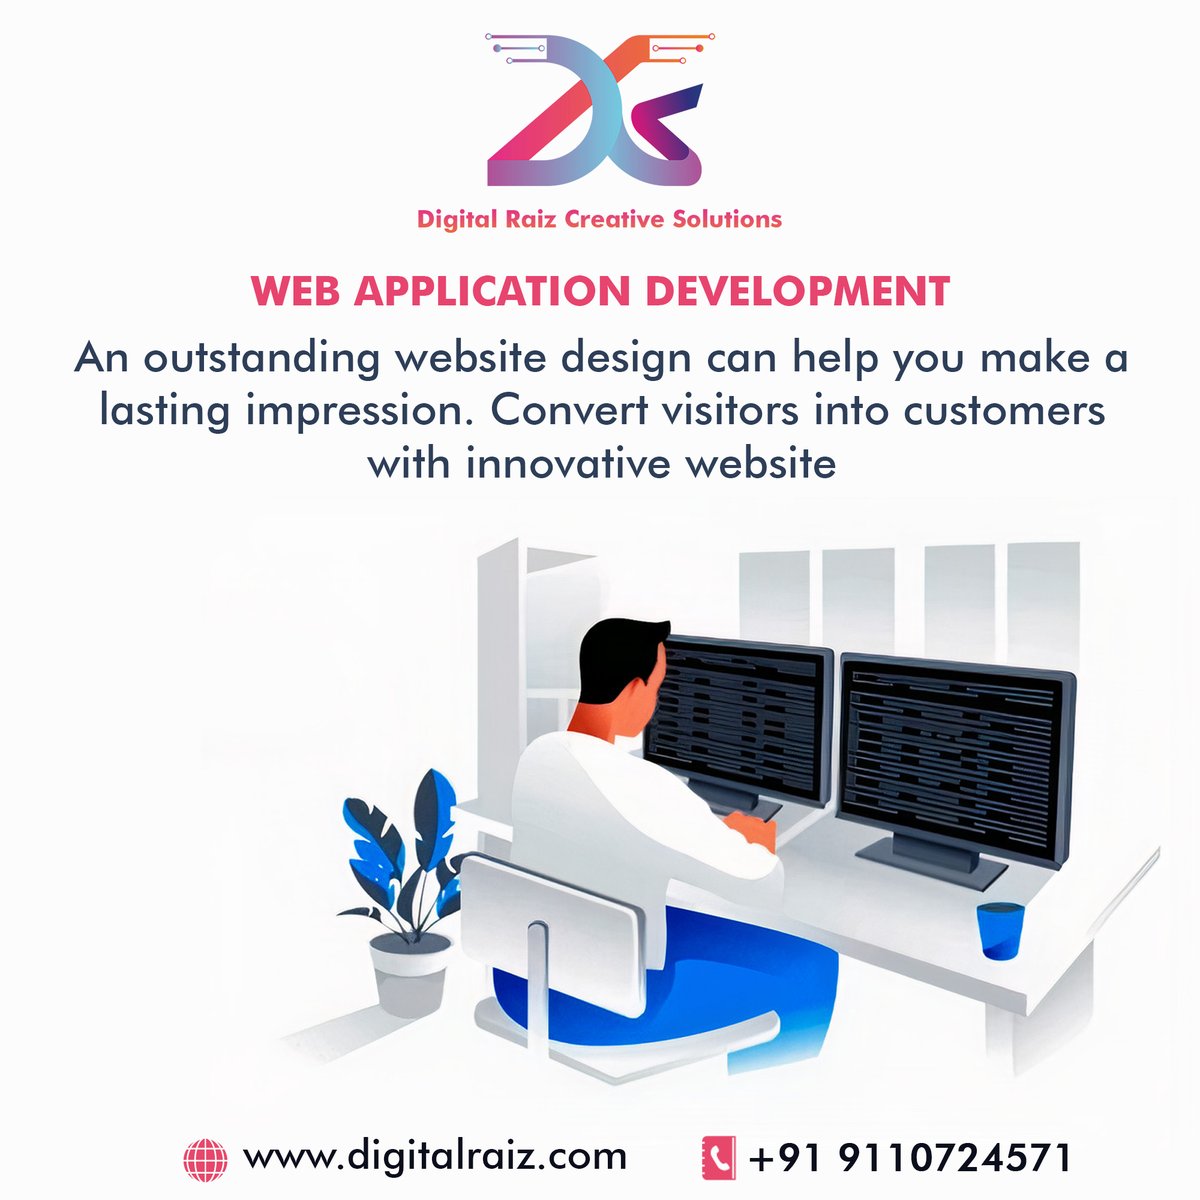 Digital Raiz Creative Solutions
WEB APPLICATION DEVELOPMENT
An outstanding website design can help you make a
lasting impression. Convert visitors into customers
with innovative website
www.digitalraiz.com
+91 9110724571